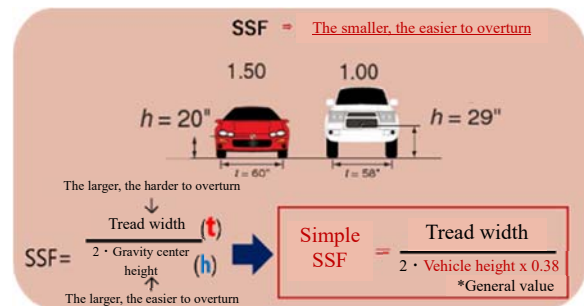 SSF ⇒ The smaller, the easier to overturn
1.50 1.00
h = 20" h = 29"
t = 60" t = 58"
The larger, the harder to overturn
↓
SSF= Tread width (t)
2・Gravity center height (h)
↑
The larger, the easier to overturn
Simple SSF = Tread width
2・Vehicle height x 0.38
*General value